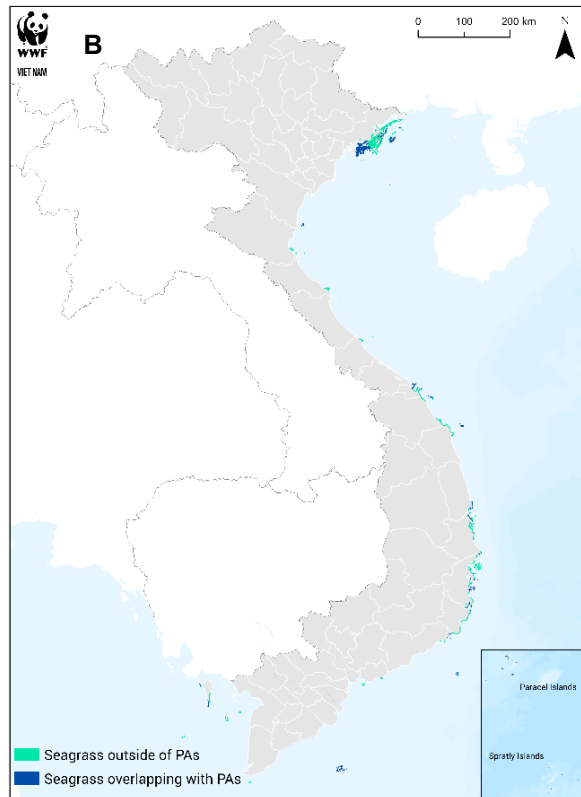 B
0 100 200 km
N
WWF
VIET NAM
Paracel Islands
Spratly Islands
Seagrass outside of PAs
Seagrass overlapping with PAs